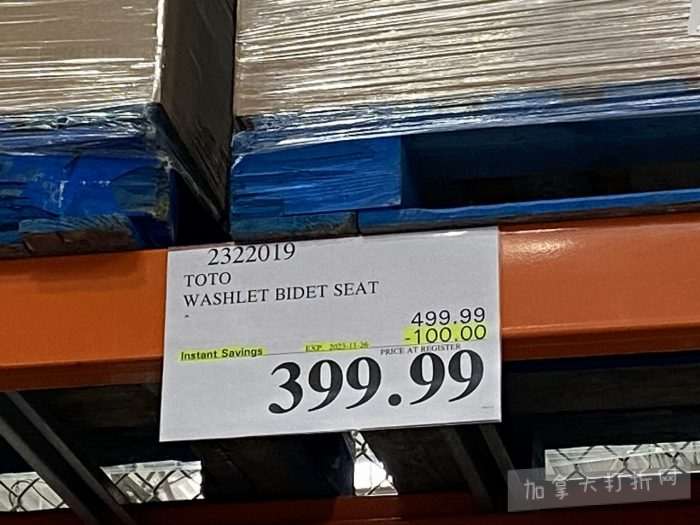 2322019
TOTO
WASHLET BIDET SEAT
-
499.99
-100.00
Instant Savings EXP. 2023-11-26 PRICE AT REGISTER
399.99
加拿大打折网